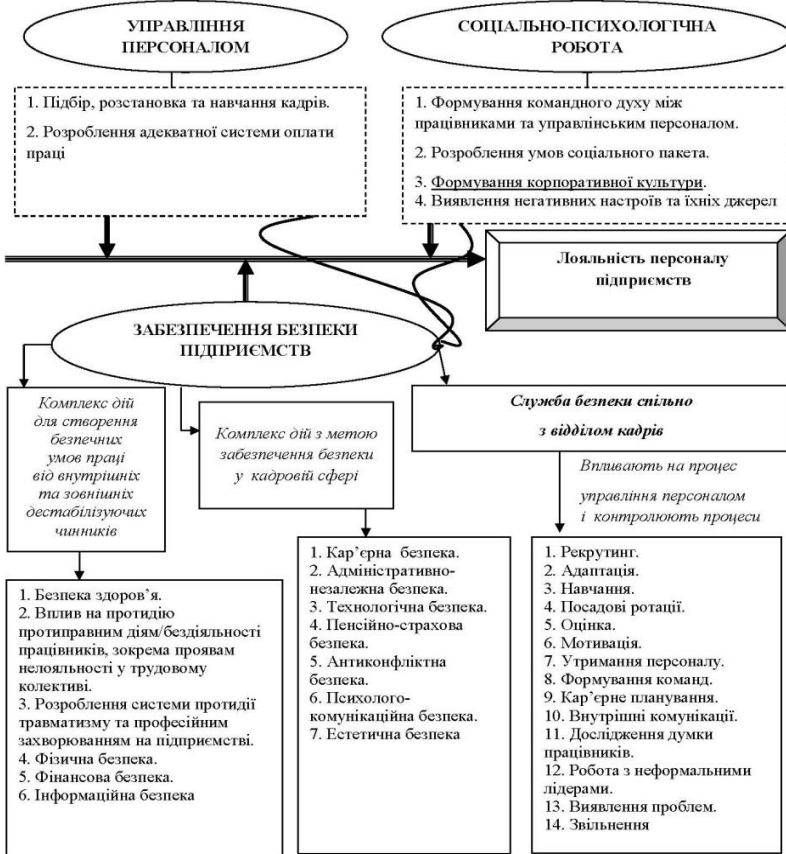 УПРАВЛІННЯ
ПЕРСОНАЛОМ
СОЦІАЛЬНО-ПСИХОЛОГІЧНА
РОБОТА
1. Підбір, розстановка та навчання кадрів.
2. Розроблення адекватної системи оплати
праці
1. Формування командного духу між
працівниками та управлінським персоналом.
2. Розроблення умов соціального пакета.
3. Формування корпоративної культури.
4. Виявлення негативних настроїв та їхніх джерел
Лояльність персоналу
підприємств
ЗАБЕЗПЕЧЕННЯ БЕЗПЕКИ
ПІДПРИЄМСТВ
Комплекс дій
для створення
безпечних
умов праці
від внутрішніх
та зовнішніх
дестабілізуючих
чинників
Комплекс дій з метою
забезпечення безпеки
у кадровій сфері
Служба безпеки спільно
з відділом кадрів
Впливають на процес
управління персоналом
і контролюють процеси
1. Безпека здоров’я.
2. Вплив на протидію
протиправним діям/бездіяльності
працівників, зокрема проявам
нелояльності у трудовому
колективі.
3. Розроблення системи протидії
травматизму та професійним
захворюванням на підприємстві.
4. Фізична безпека.
5. Фінансова безпека.
6. Інформаційна безпека
1. Кар’єрна безпека.
2. Адміністративно-
незалежна безпека.
3. Технологічна безпека.
4. Пенсійно-страхова
безпека.
5. Антиконфліктна
безпека.
6. Психолого-
комунікаційна безпека.
7. Естетична безпека
1. Рекрутинг.
2. Адаптація.
3. Навчання.
4. Посадові ротації.
5. Оцінка.
6. Мотивація.
7. Утримання персоналу.
8. Формування команд.
9. Кар’єрне планування.
10. Внутрішні комунікації.
11. Дослідження думки
працівників.
12. Робота з неформальними
лідерами.
13. Виявлення проблем.
14. Звільнення